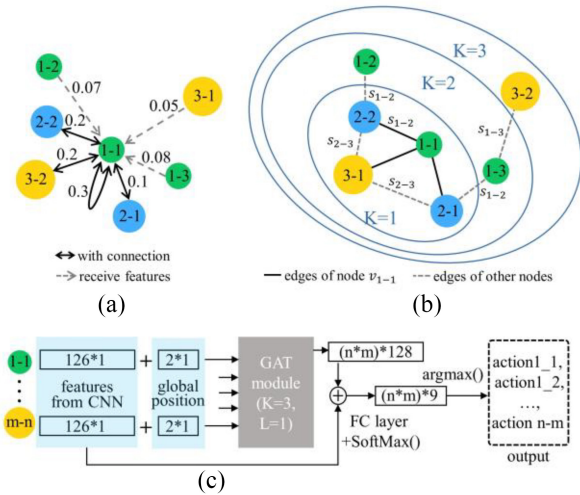 (a)
1-2
0.07
3-1
0.05
2-2
0.2
1-1
0.2
0.08
3-2
0.3
0.1
1-3
2-1
with connection
receive features
(a)
(b)
K=3
K=2
1-2
3-2
s₁₋₂
2-2
s₁₋₃
1-1
s₂₋₃
1-3
3-1
s₂₋₃
s₁₋₂
2-1
K=1
edges of node v₁₋₁
edges of other nodes
(b)
1-1
126*1
+
2*1
features
from CNN
global
position
m-n
126*1
+
2*1
GAT
module
(K=3,
L=1)
(n*m)*128
+
(n*m)*9
FC layer
+SoftMax()
argmax()
action1_1,
action1_2,
...,
action n-m
output
(c)